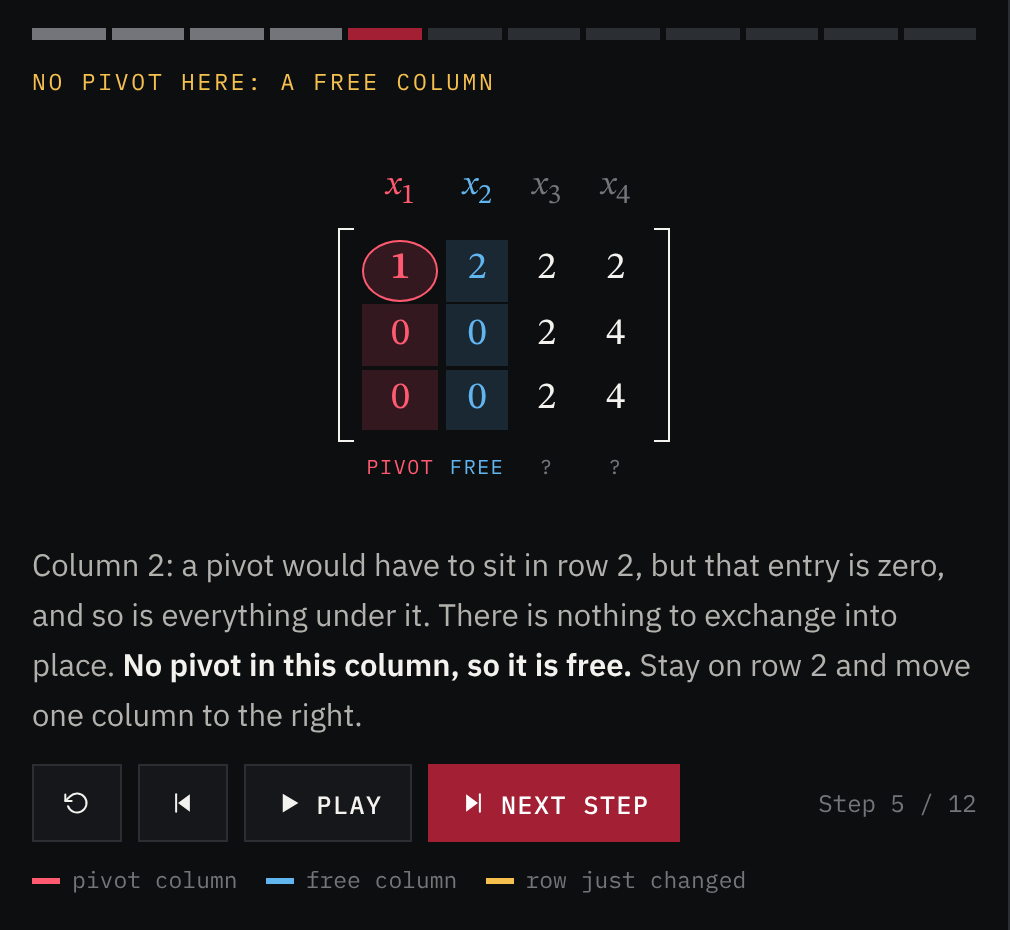 NO PIVOT HERE: A FREE COLUMN
x1 x2 x3 x4
1 2 2 2
0 0 2 4
0 0 2 4
PIVOT FREE ? ?
Column 2: a pivot would have to sit in row 2, but that entry is zero,
and so is everything under it. There is nothing to exchange into
place. No pivot in this column, so it is free. Stay on row 2 and move
one column to the right.
PLAY NEXT STEP Step 5 / 12
pivot column free column row just changed